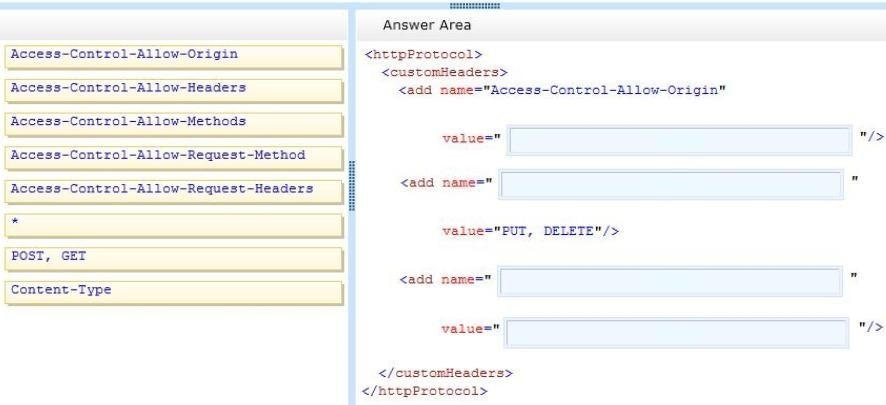 Answer Area
Access-Control-Allow-Origin
Access-Control-Allow-Headers
Access-Control-Allow-Methods
Access-Control-Allow-Request-Method
Access-Control-Allow-Request-Headers
*
POST, GET
Content-Type
<httpProtocol>
<customHeaders>
<add name="Access-Control-Allow-Origin"
value=" "/>
<add name=" "
value="PUT, DELETE"/>
<add name=" "
value=" "/>
</customHeaders>
</httpProtocol>